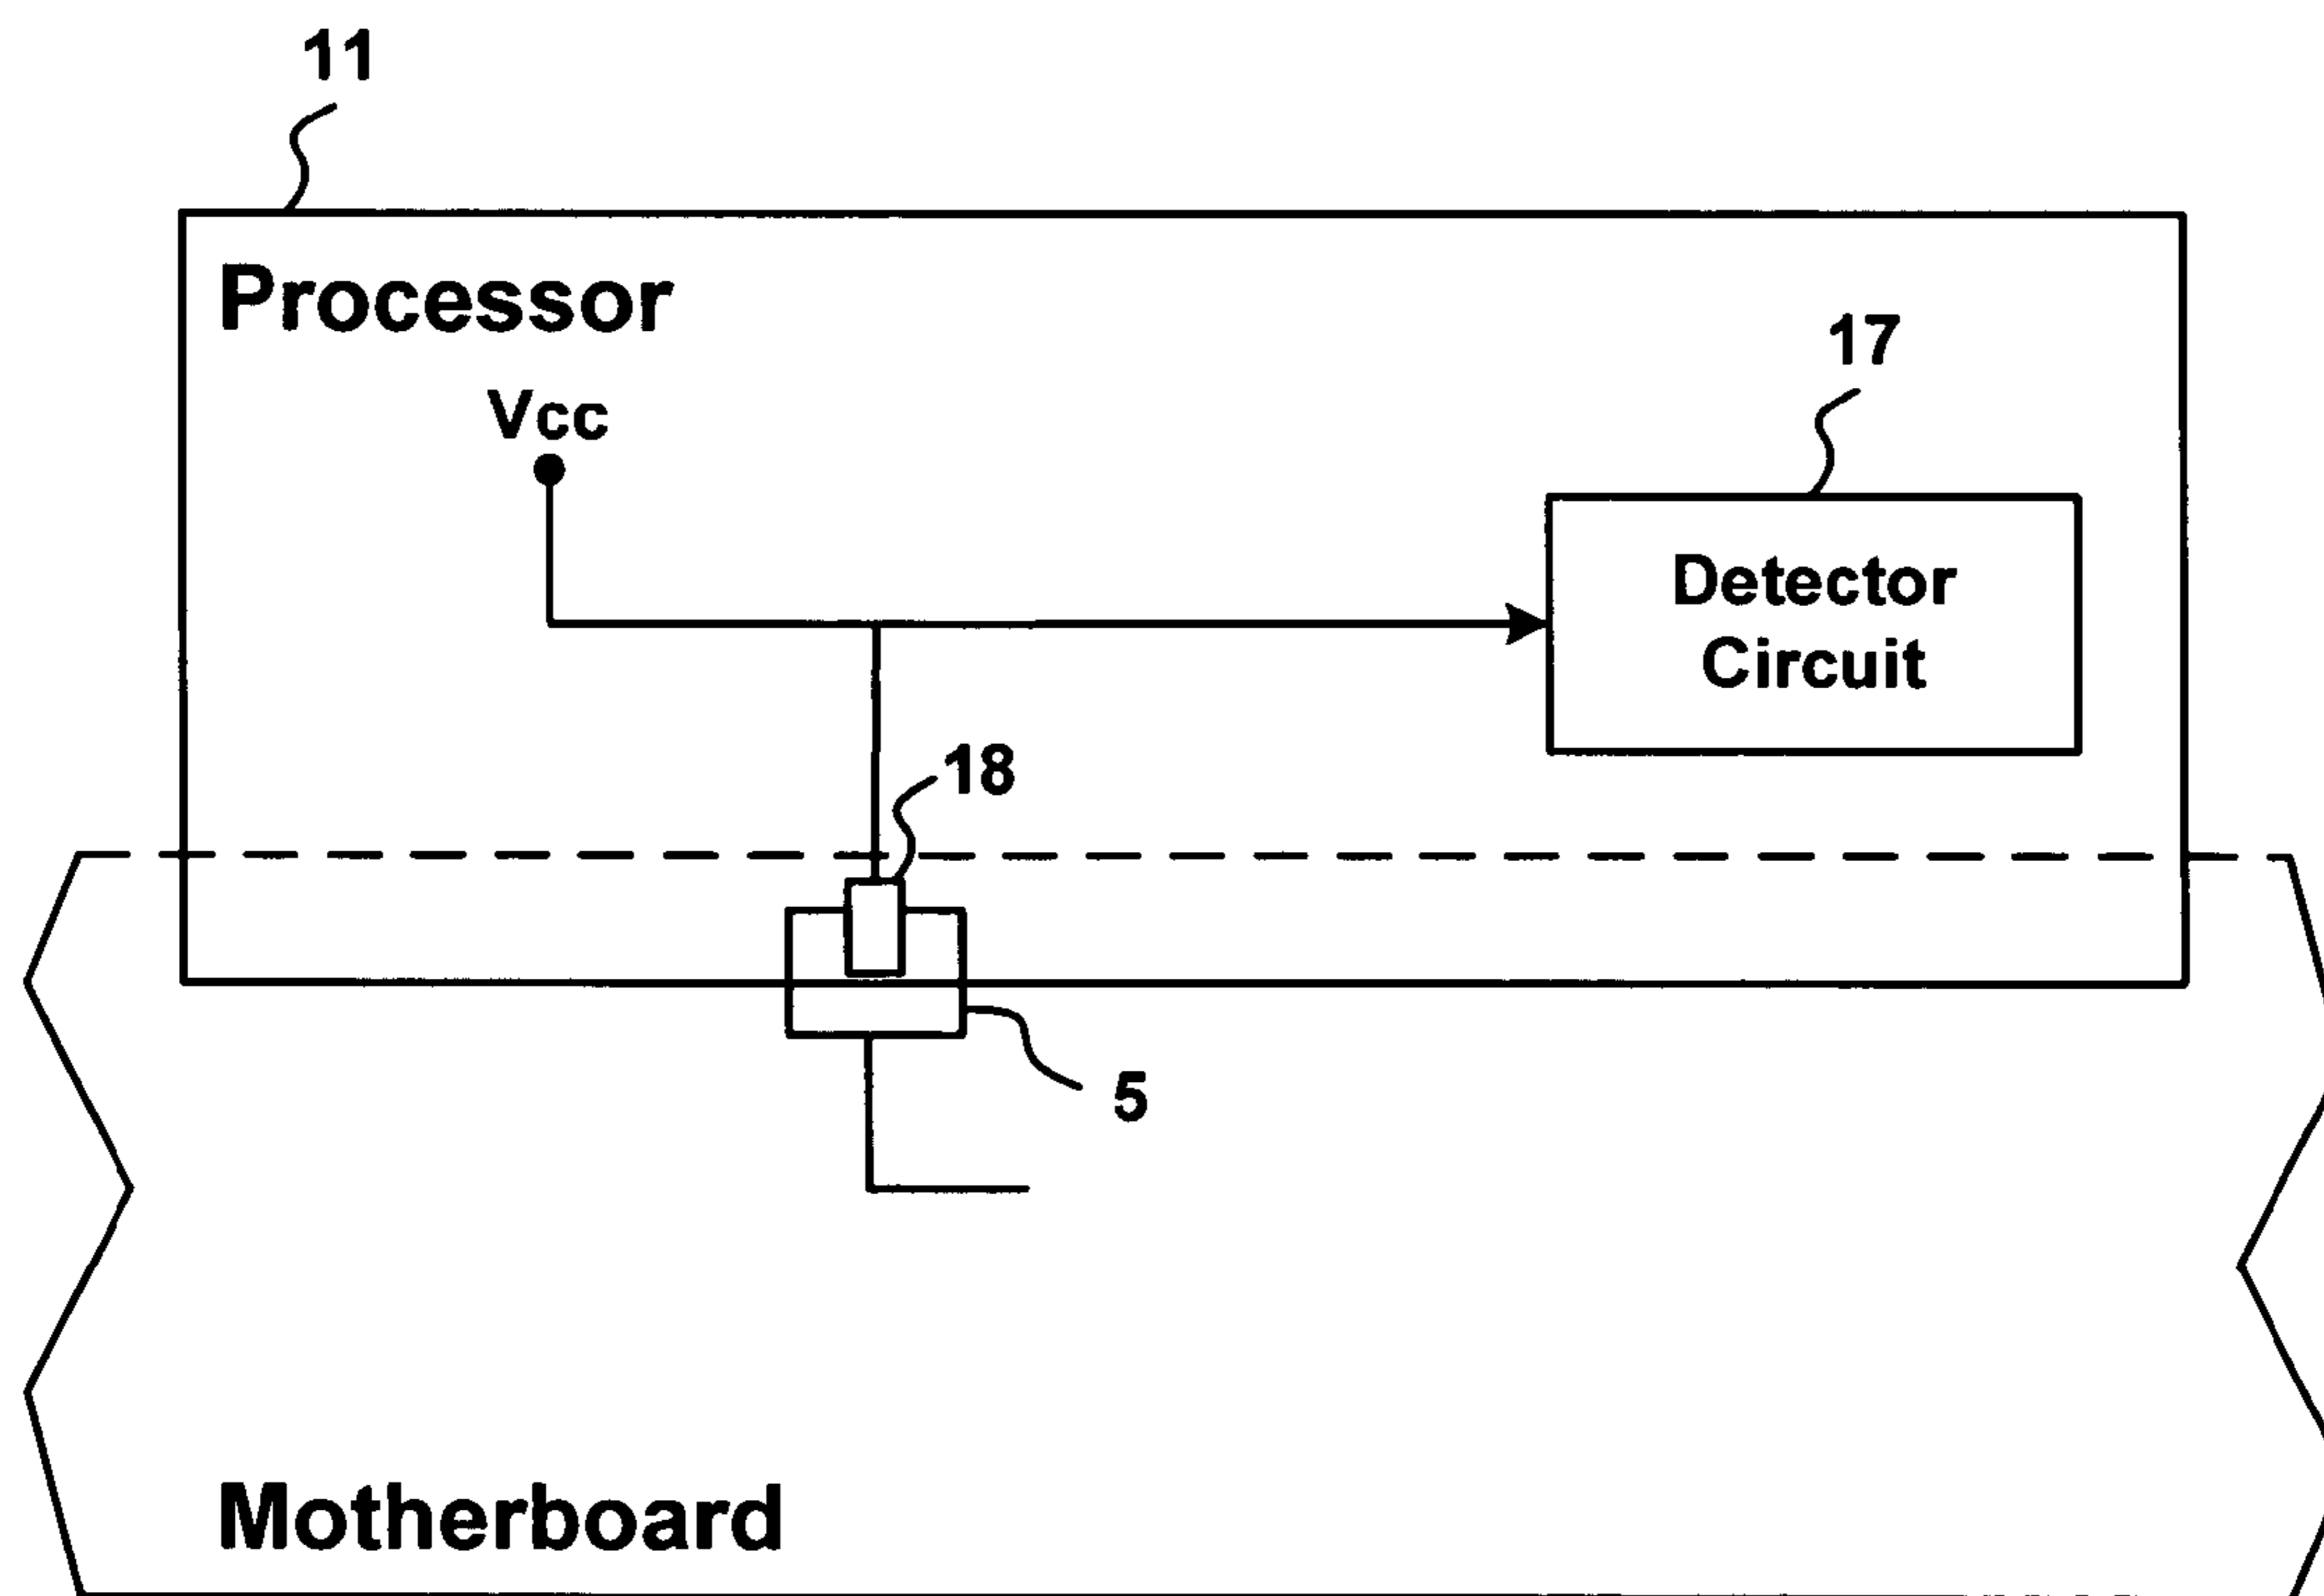 11
Processor
Vcc
17
Detector
Circuit
18
5
Motherboard